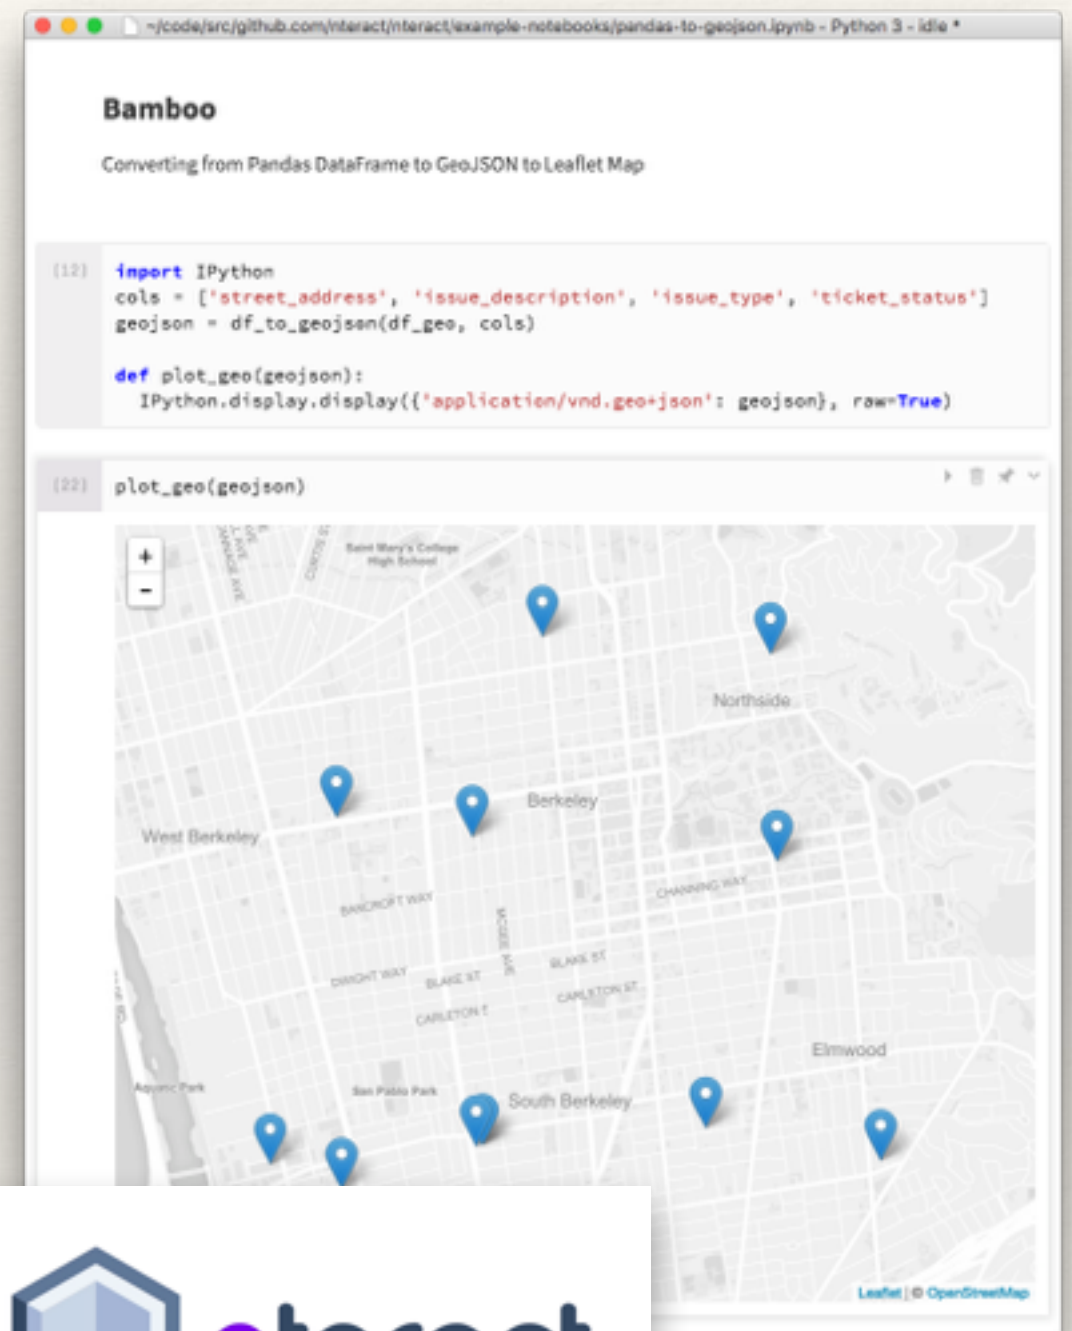 ~/code/src/github.com/nteract/nteract/example-notebooks/pandas-to-geojson.ipynb - Python 3 - idle *
Bamboo
Converting from Pandas DataFrame to GeoJSON to Leaflet Map
[12]
import IPython
cols = ['street_address', 'issue_description', 'issue_type', 'ticket_status']
geojson = df_to_geojson(df_geo, cols)
def plot_geo(geojson):
IPython.display.display({'application/vnd.geo+json': geojson}, raw=True)
[22]
plot_geo(geojson)
+
-
Saint Mary's College
High School
Northside
Berkeley
West Berkeley
CHANNING WAY
BANCROFT WAY
MCGEE AVE
BLAKE ST
DWIGHT WAY
BLAKE ST
CARLETON ST
CARLETON S
Elmwood
Aquatic Park
San Pablo Park
South Berkeley
Leaflet | © OpenStreetMap
nteract